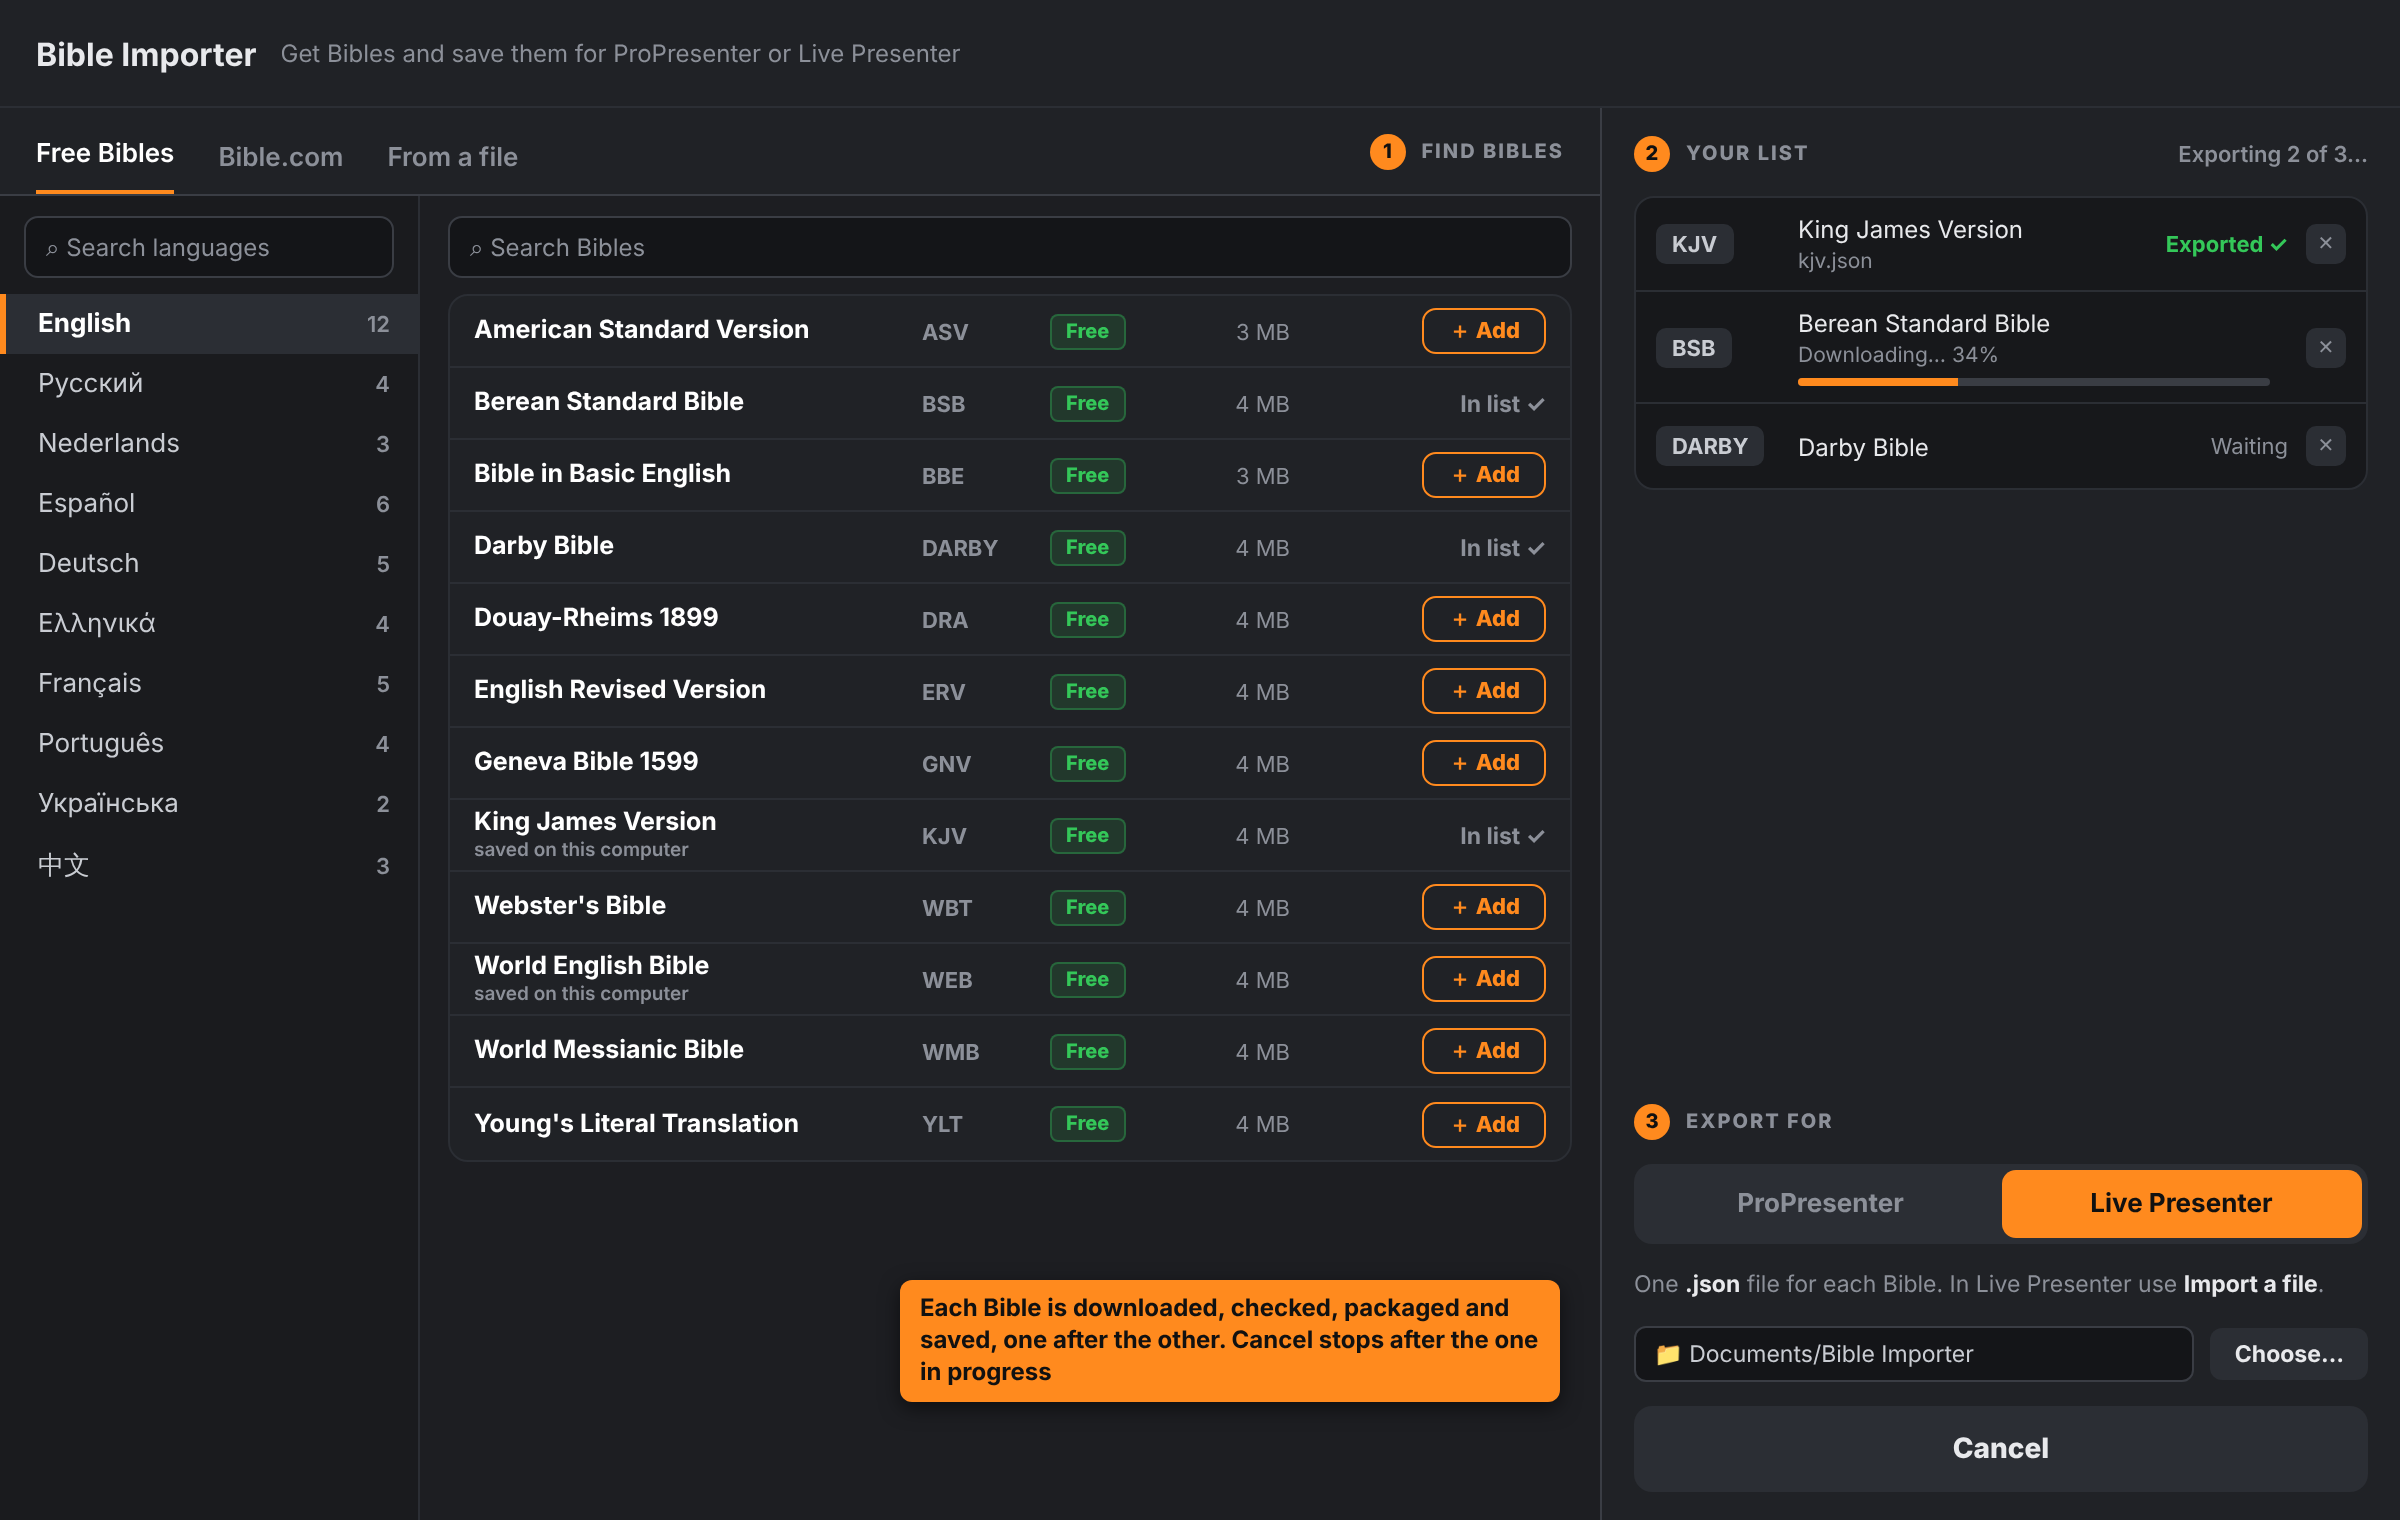 Bible Importer Get Bibles and save them for ProPresenter or Live Presenter
Free Bibles Bible.com From a file
1 FIND BIBLES
Search languages
English 12
Русский 4
Nederlands 3
Español 6
Deutsch 5
Ελληνικά 4
Français 5
Português 4
Українська 2
中文 3
Search Bibles
American Standard Version ASV Free 3 MB + Add
Berean Standard Bible BSB Free 4 MB In list ✓
Bible in Basic English BBE Free 3 MB + Add
Darby Bible DARBY Free 4 MB In list ✓
Douay-Rheims 1899 DRA Free 4 MB + Add
English Revised Version ERV Free 4 MB + Add
Geneva Bible 1599 GNV Free 4 MB + Add
King James Version KJV Free 4 MB In list ✓
saved on this computer
Webster's Bible WBT Free 4 MB + Add
World English Bible WEB Free 4 MB + Add
saved on this computer
World Messianic Bible WMB Free 4 MB + Add
Young's Literal Translation YLT Free 4 MB + Add
Each Bible is downloaded, checked, packaged and
saved, one after the other. Cancel stops after the one
in progress
2 YOUR LIST Exporting 2 of 3...
KJV King James Version Exported ✓ ×
kjv.json
BSB Berean Standard Bible ×
Downloading... 34%
DARBY Darby Bible Waiting ×
3 EXPORT FOR
ProPresenter Live Presenter
One .json file for each Bible. In Live Presenter use Import a file.
Documents/Bible Importer Choose...
Cancel